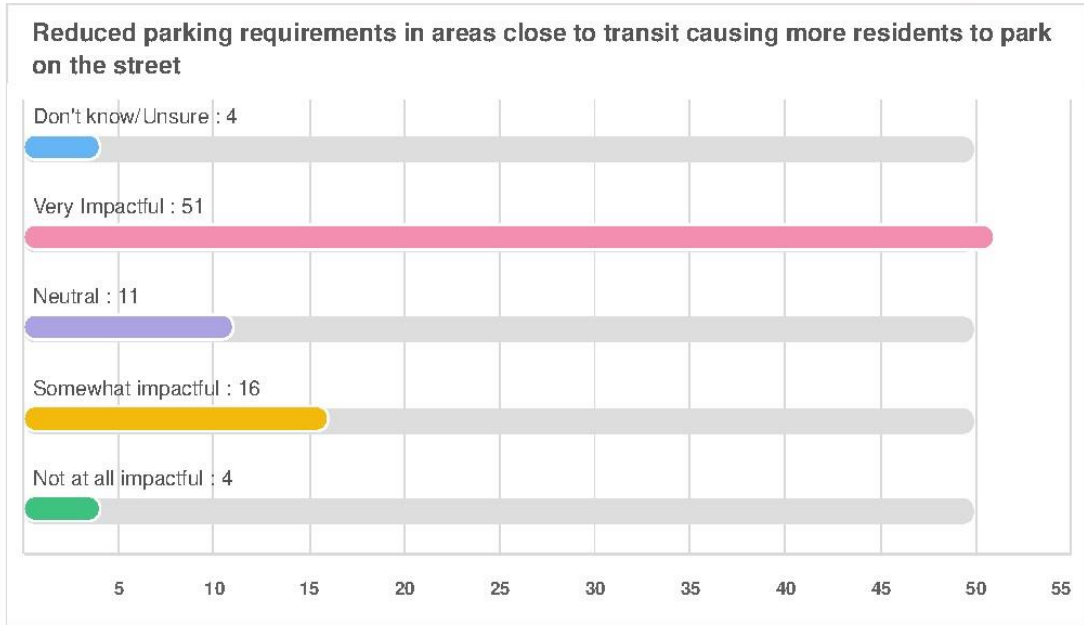 Reduced parking requirements in areas close to transit causing more residents to park
on the street
Don't know/Unsure : 4
Very Impactful : 51
Neutral : 11
Somewhat impactful : 16
Not at all impactful : 4
5 10 15 20 25 30 35 40 45 50 55